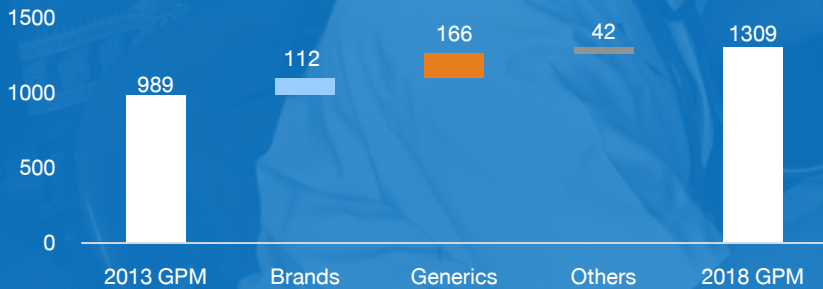 1500
1000
500
0
989
112
166
42
1309
2013 GPM
Brands
Generics
Others
2018 GPM